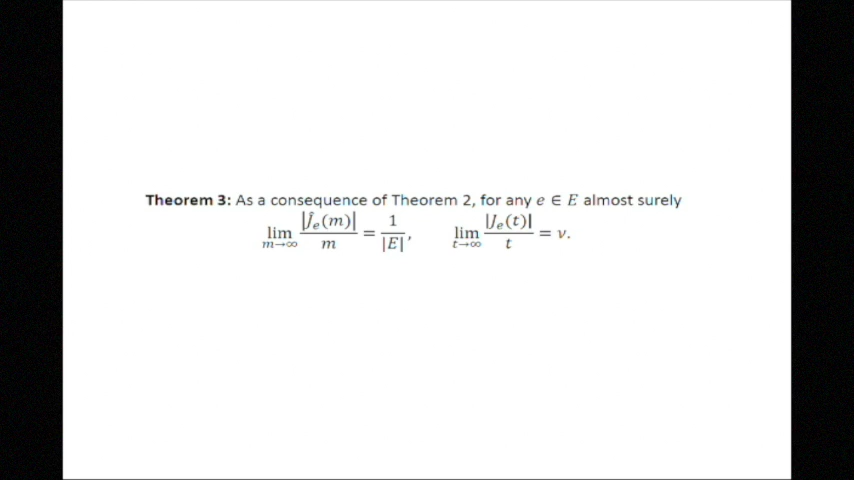 Theorem 3: As a consequence of Theorem 2, for any e ∈ E almost surely
lim_{m→∞} |Ĵ_e(m)|/m = 1/|E|, lim_{t→∞} |J_e(t)|/t = ν.